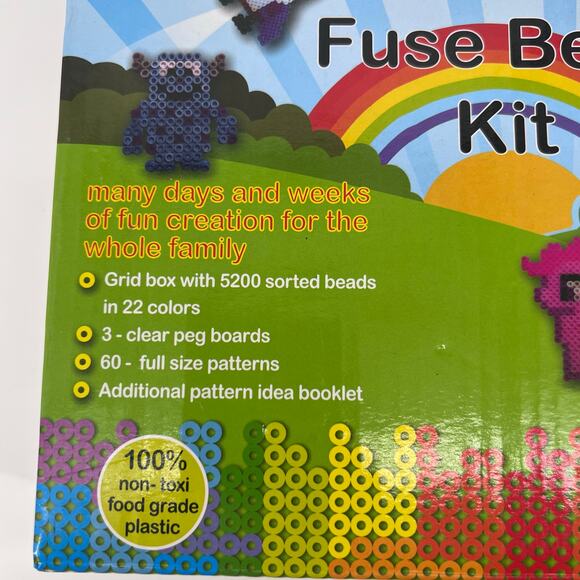 Fuse Be
Kit
many days and weeks
of fun creation for the
whole family
Grid box with 5200 sorted beads
in 22 colors
3 - clear peg boards
60 - full size patterns
Additional pattern idea booklet
100%
non- toxi
food grade
plastic